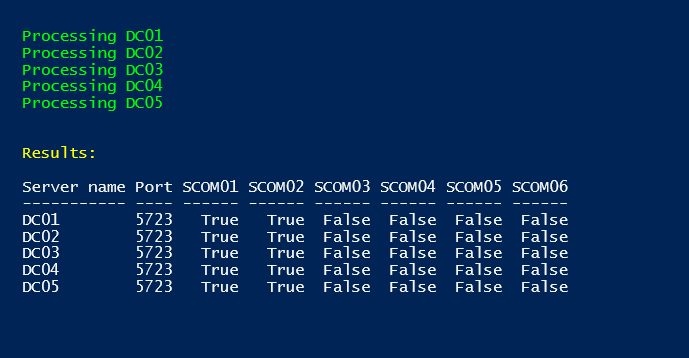 Processing DC01
Processing DC02
Processing DC03
Processing DC04
Processing DC05
Results:
Server name Port SCOM01 SCOM02 SCOM03 SCOM04 SCOM05 SCOM06
----------- ---- ------ ------ ------ ------ ------ ------
DC01        5723   True   True  False  False  False  False
DC02        5723   True   True  False  False  False  False
DC03        5723   True   True  False  False  False  False
DC04        5723   True   True  False  False  False  False
DC05        5723   True   True  False  False  False  False